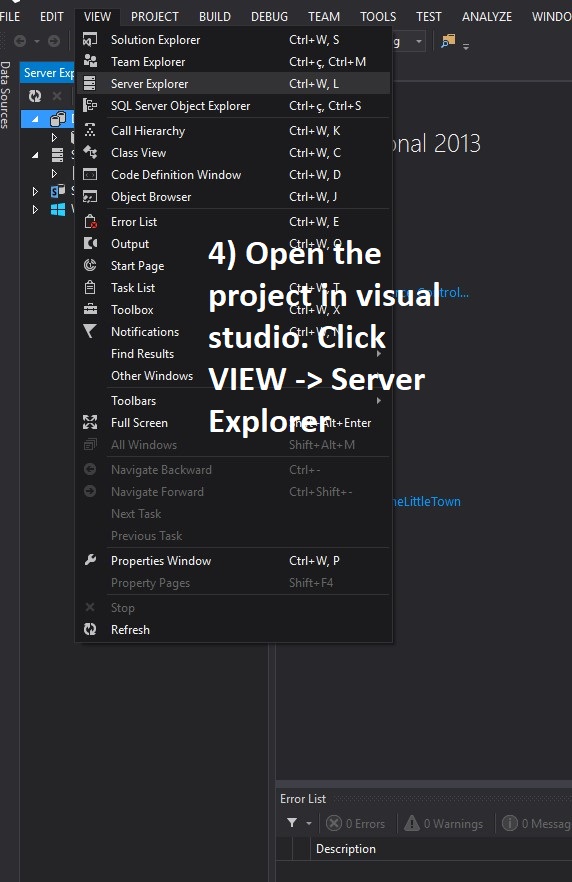 FILE EDIT VIEW PROJECT BUILD DEBUG TEAM TOOLS TEST ANALYZE WINDO
Data Sources
Server Exp
Solution Explorer Ctrl+W, S
Team Explorer Ctrl+ç, Ctrl+M
Server Explorer Ctrl+W, L
SQL Server Object Explorer Ctrl+ç, Ctrl+S
Call Hierarchy Ctrl+W, K
Class View Ctrl+W, C
Code Definition Window Ctrl+W, D
Object Browser Ctrl+W, J
Error List Ctrl+W, E
Output Ctrl+W, O
Start Page
Task List Ctrl+W, T
Toolbox Ctrl+W, X
Notifications Ctrl+W, N
Find Results
Other Windows
Toolbars
Full Screen Shift+Alt+Enter
All Windows Shift+Alt+M
Navigate Backward Ctrl+-
Navigate Forward Ctrl+Shift+-
Next Task
Previous Task
Properties Window Ctrl+W, P
Property Pages Shift+F4
Stop
Refresh
4) Open the
project in visual
studio. Click
VIEW -> Server
Explorer
onal 2013
Control...
neLittleTown
Error List
0 Errors 0 Warnings 0 Messag
Description